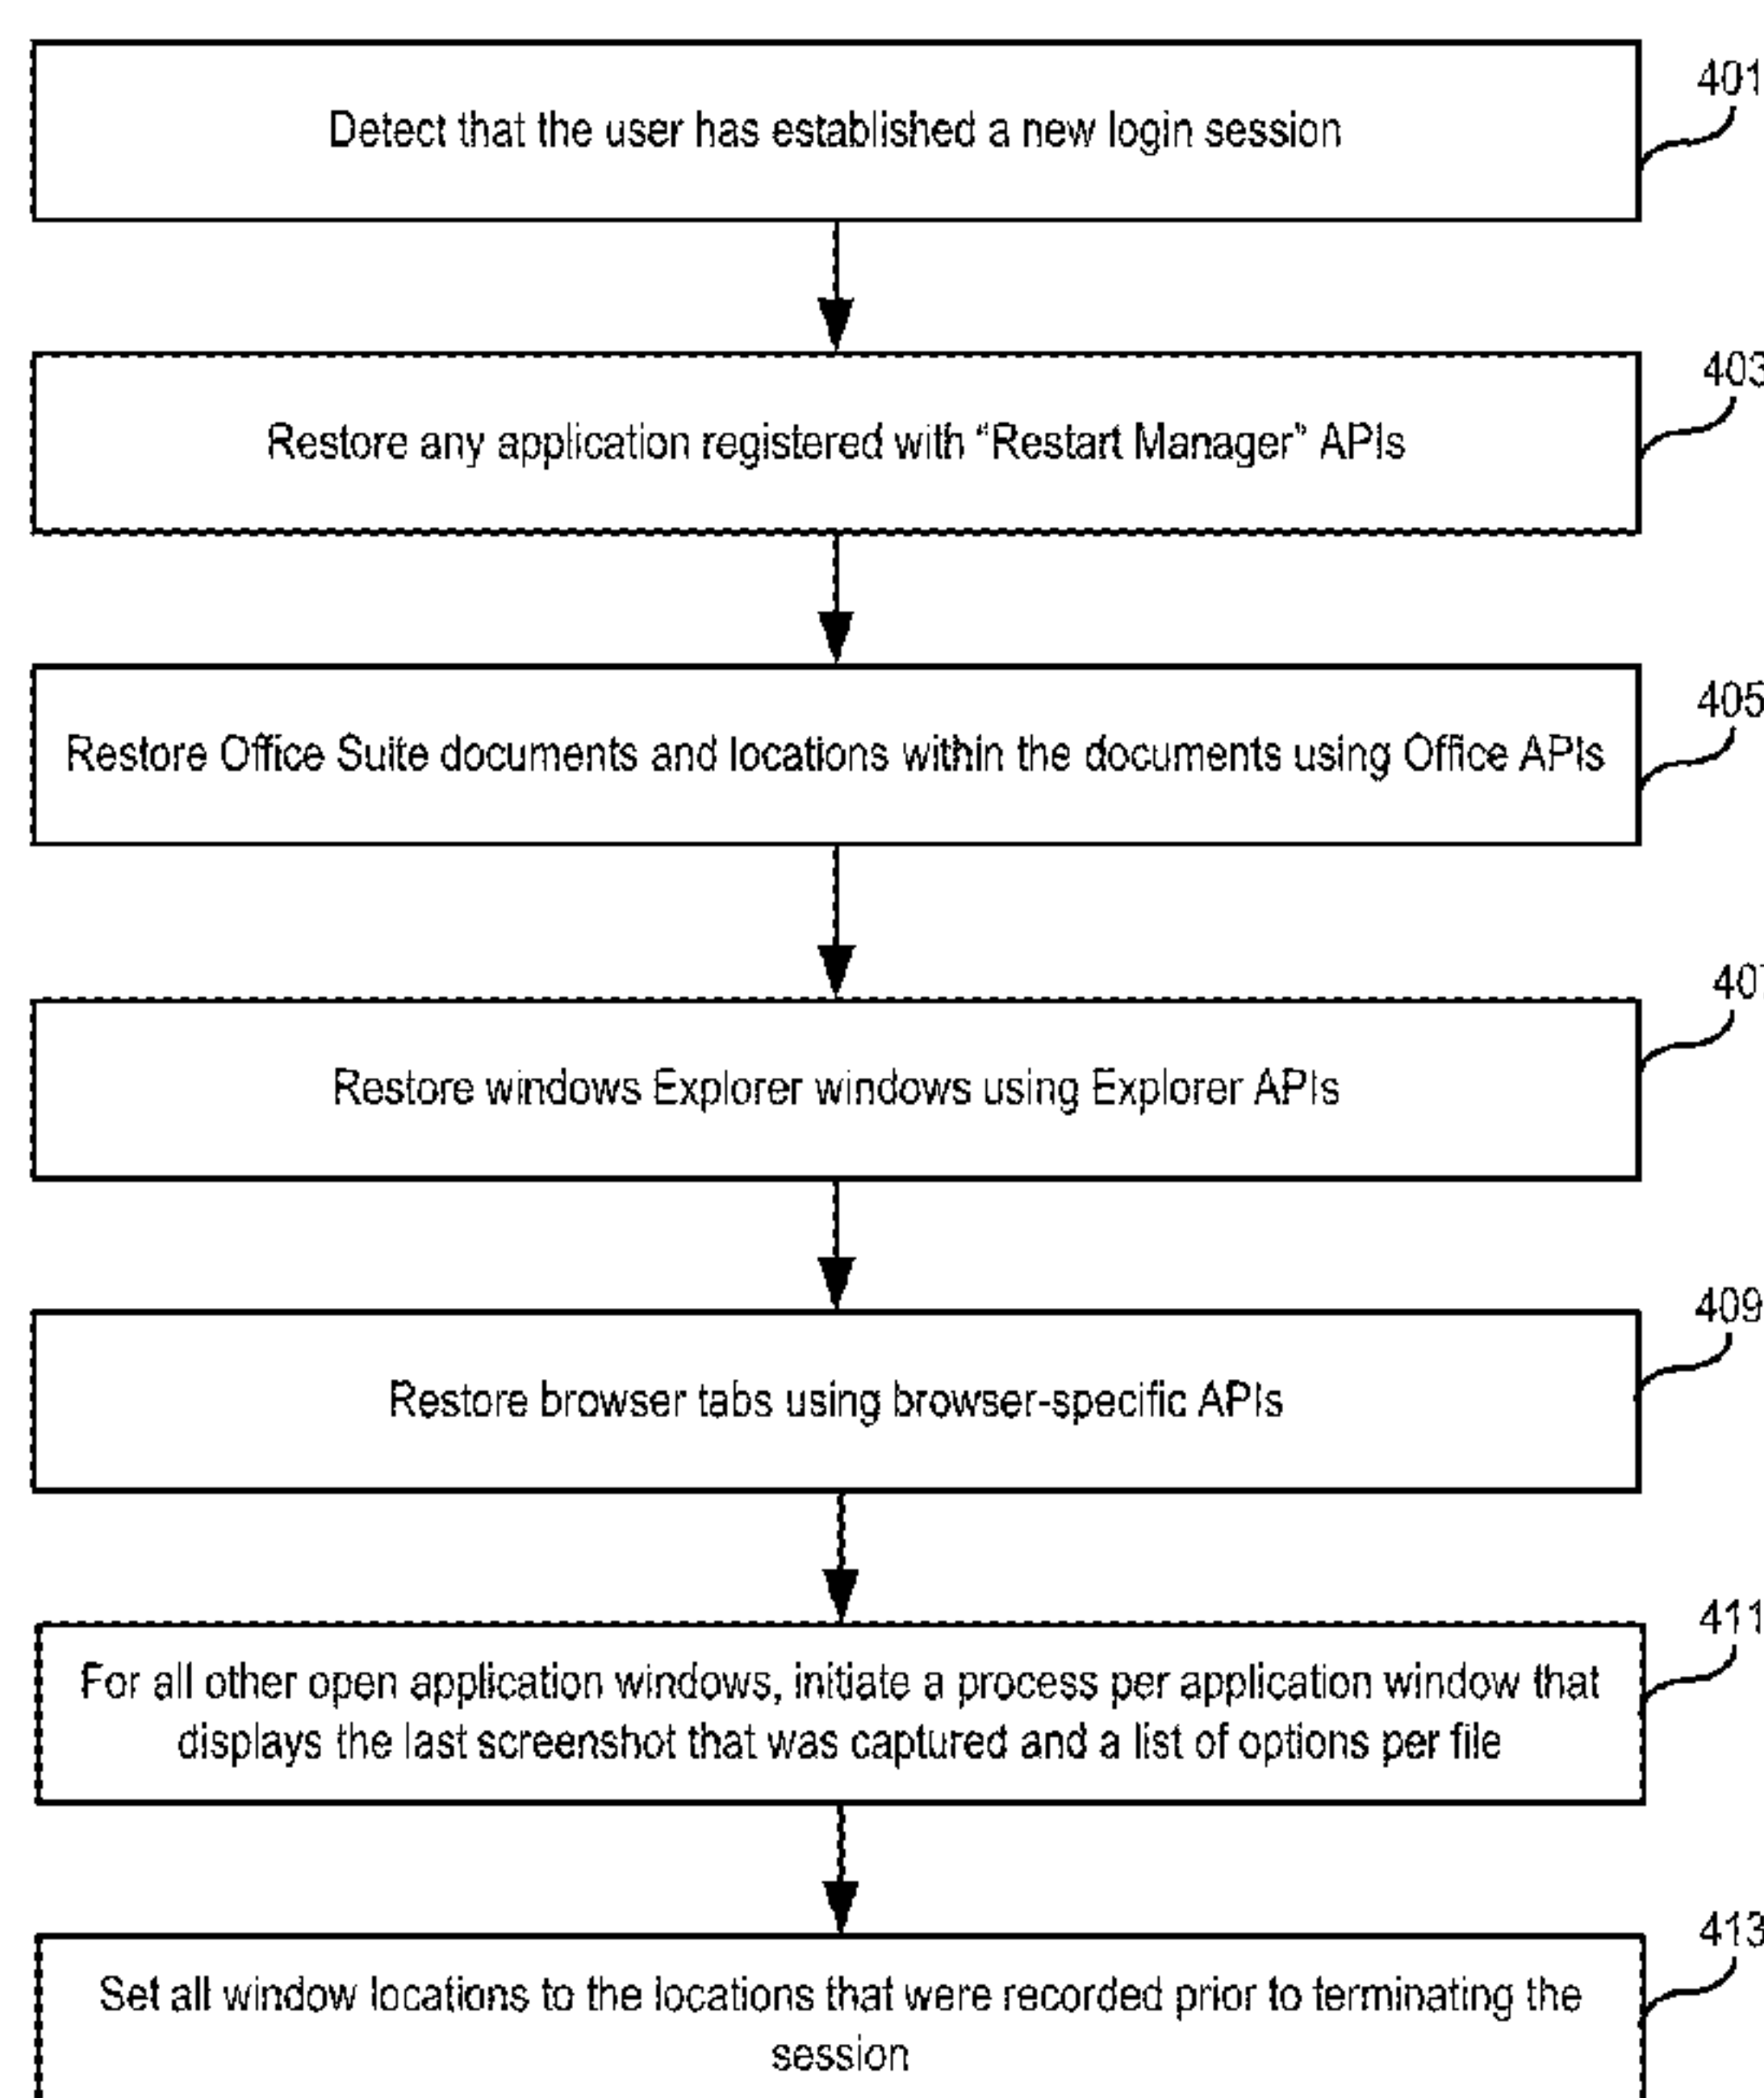 401
Detect that the user has established a new login session
403
Restore any application registered with “Restart Manager” APIs
405
Restore Office Suite documents and locations within the documents using Office APIs
407
Restore windows Explorer windows using Explorer APIs
409
Restore browser tabs using browser-specific APIs
411
For all other open application windows, initiate a process per application window that
displays the last screenshot that was captured and a list of options per file
413
Set all window locations to the locations that were recorded prior to terminating the
session